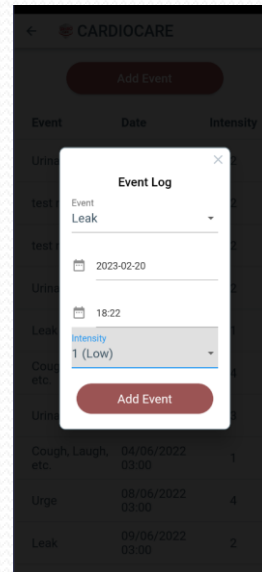 CARDIOCARE
Add Event
Event Date Intensity
Event Log
Event
Leak
2023-02-20
18:22
Intensity
1 (Low)
Add Event
Cough, Laugh, etc. 04/06/2022 03:00 1
Urge 08/06/2022 03:00 4
Leak 09/06/2022 03:00 2